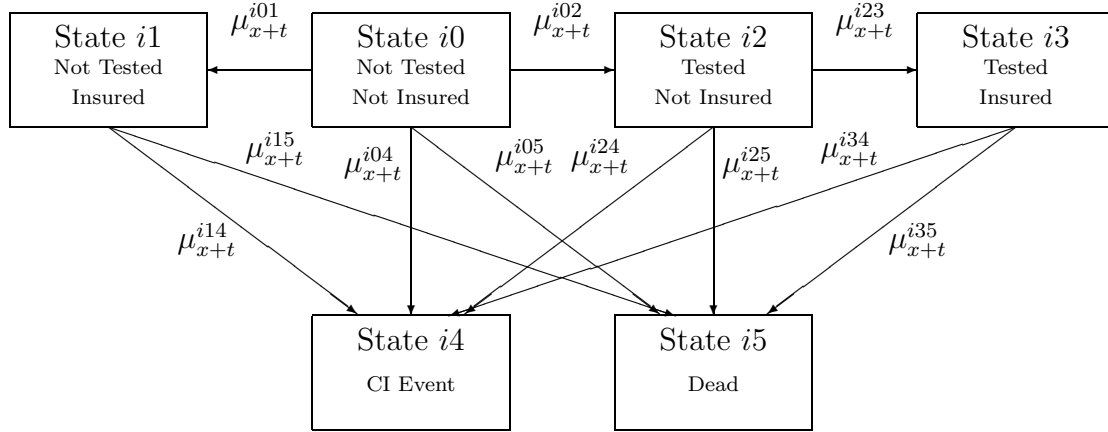 μ^{i01}_{x+t} μ^{i02}_{x+t} μ^{i23}_{x+t}
State i1 State i0 State i2 State i3
Not Tested Not Tested Tested Tested
Insured Not Insured Not Insured Insured
μ^{i15}_{x+t} μ^{i04}_{x+t} μ^{i05}_{x+t} μ^{i24}_{x+t} μ^{i25}_{x+t} μ^{i34}_{x+t}
μ^{i14}_{x+t} μ^{i35}_{x+t}
State i4 State i5
CI Event Dead